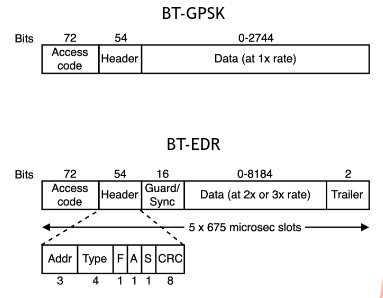 BT-GPSK
Bits 72 54 0-2744
Access code Header Data (at 1x rate)
BT-EDR
Bits 72 54 16 0-8184 2
Access code Header Guard/ Sync Data (at 2x or 3x rate) Trailer
5 x 675 microsec slots
Addr Type F A S CRC
3 4 1 1 1 8